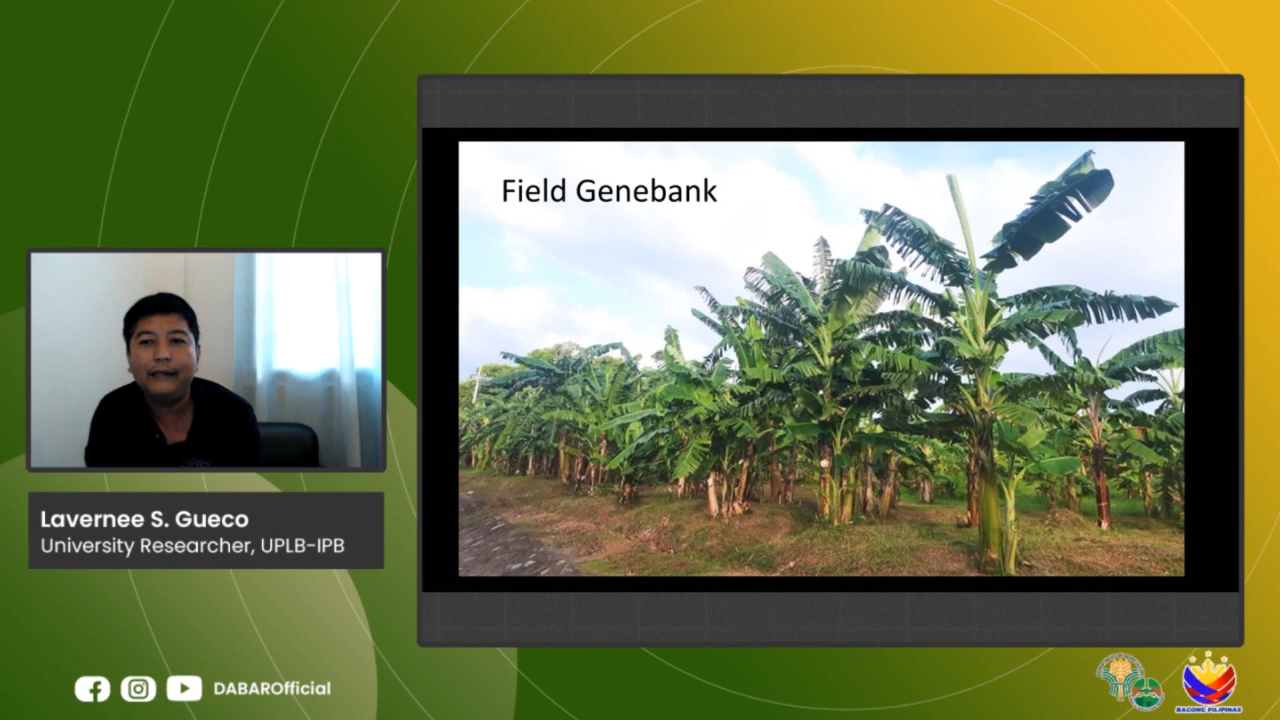 Field Genebank
Lavernee S. Gueco
University Researcher, UPLB-IPB
DABAROfficial
BAGONG PILIPINAS